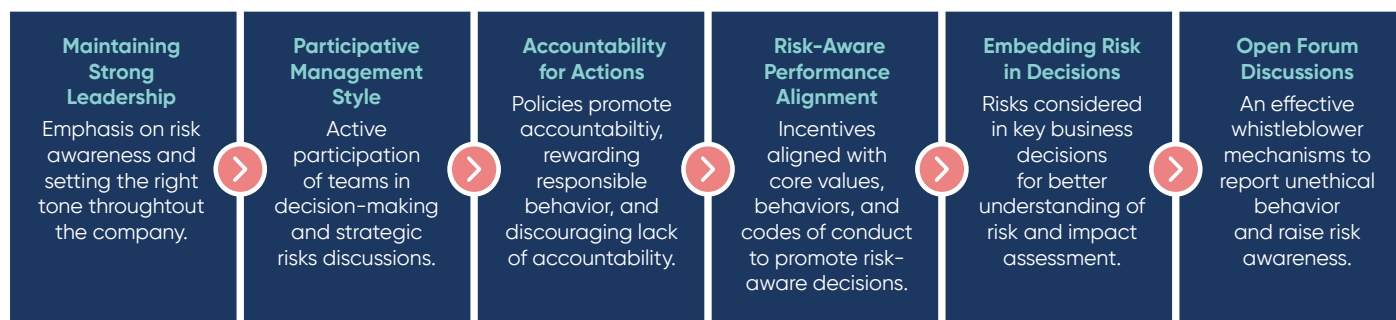 Maintaining
Strong
Leadership
Emphasis on risk
awareness and
setting the right
tone throughtout
the company.
Participative
Management
Style
Active
participation
of teams in
decision-making
and strategic
risks discussions.
Accountability
for Actions
Policies promote
accountabiltiy,
rewarding
responsible
behavior, and
discouraging lack
of accountability.
Risk-Aware
Performance
Alignment
Incentives
aligned with
core values,
behaviors, and
codes of conduct
to promote risk-
aware decisions.
Embedding Risk
in Decisions
Risks considered
in key business
decisions
for better
understanding of
risk and impact
assessment.
Open Forum
Discussions
An effective
whistleblower
mechanisms to
report unethical
behavior
and raise risk
awareness.